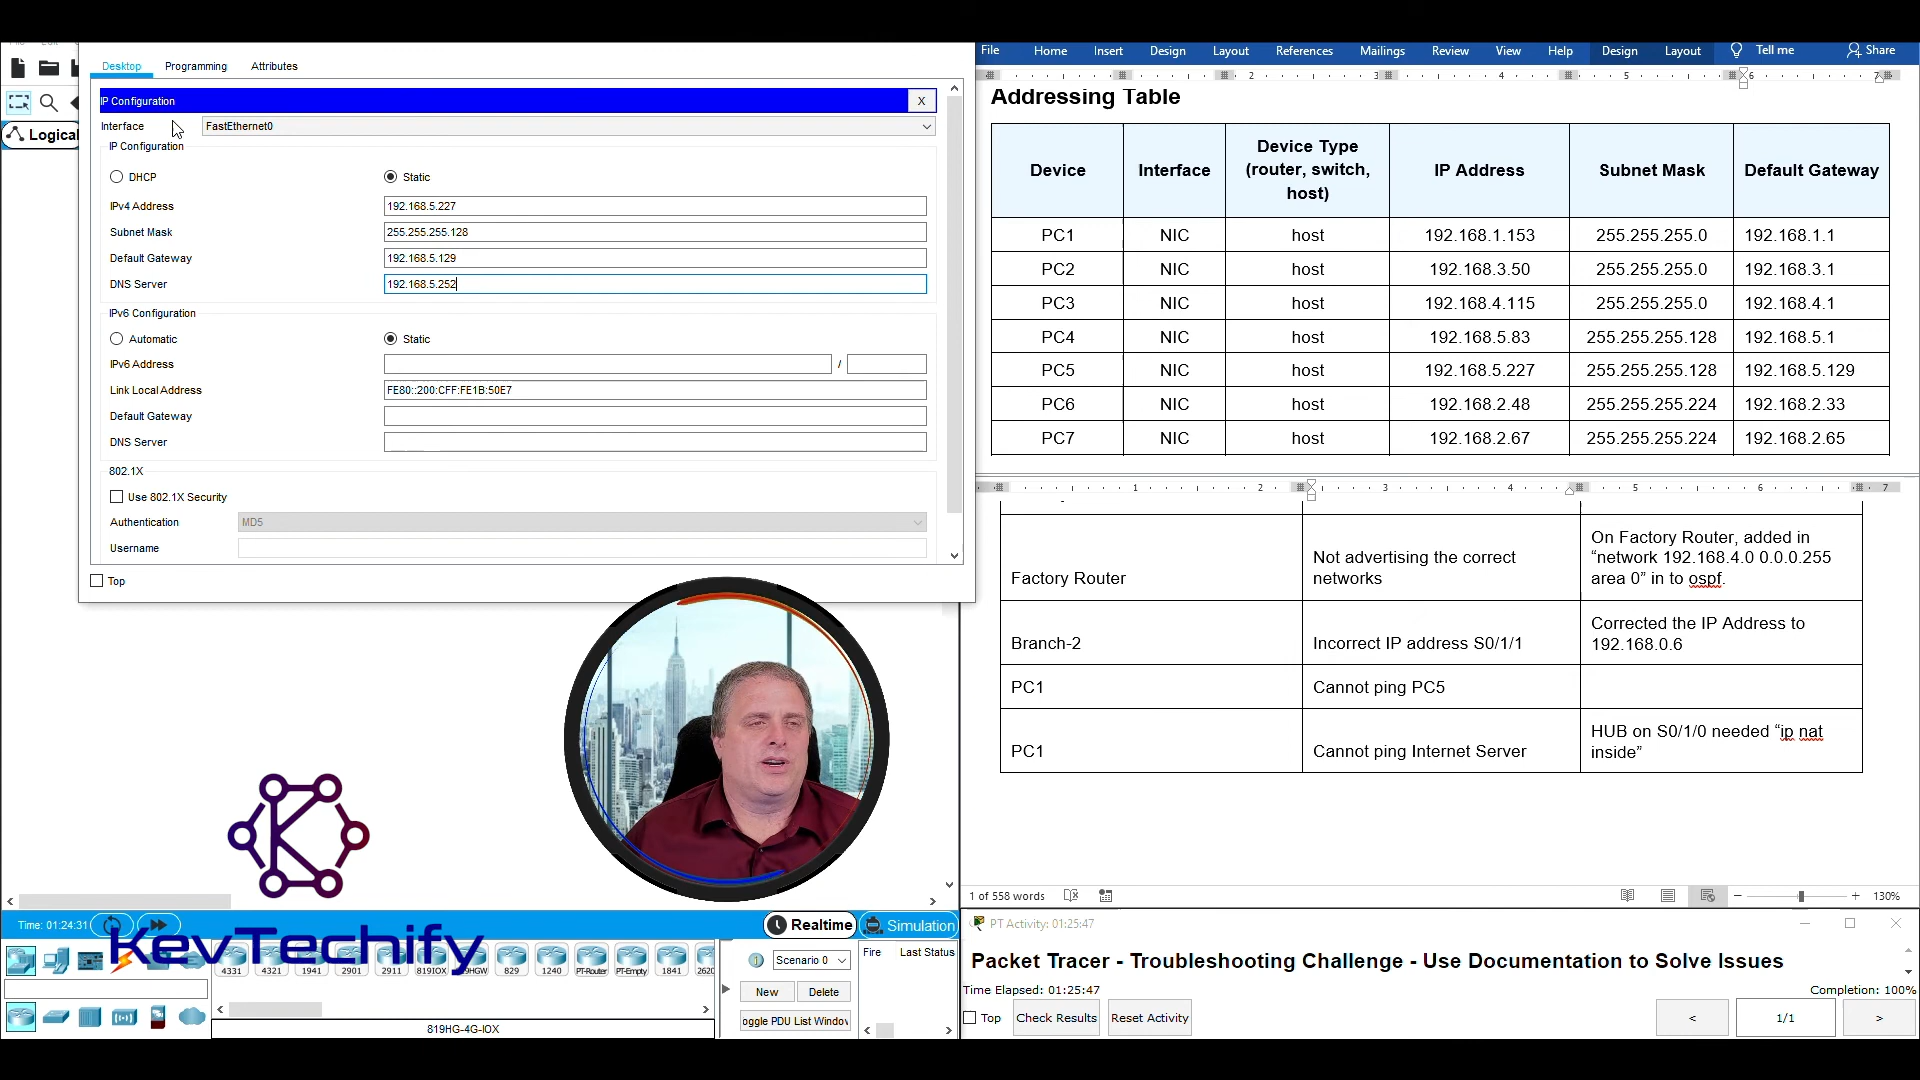 Desktop
Programming
Attributes
IP Configuration
X
Interface
FastEthernet0
IP Configuration
DHCP
Static
IPv4 Address
192.168.5.227
Subnet Mask
255.255.255.128
Default Gateway
192.168.5.129
DNS Server
192.168.5.252
IPv6 Configuration
Automatic
Static
IPv6 Address
/
Link Local Address
FE80::200:CFF:FE1B:50E7
Default Gateway
DNS Server
802.1X
Use 802.1X Security
Authentication
MD5
Username
Top
Logical
File Home Insert Design Layout References Mailings Review View Help Design Layout Tell me Share
2 3 4 5 6 7
Addressing Table
Device Interface Device Type (router, switch, host) IP Address Subnet Mask Default Gateway
PC1 NIC host 192.168.1.153 255.255.255.0 192.168.1.1
PC2 NIC host 192.168.3.50 255.255.255.0 192.168.3.1
PC3 NIC host 192.168.4.115 255.255.255.0 192.168.4.1
PC4 NIC host 192.168.5.83 255.255.255.128 192.168.5.1
PC5 NIC host 192.168.5.227 255.255.255.128 192.168.5.129
PC6 NIC host 192.168.2.48 255.255.255.224 192.168.2.33
PC7 NIC host 192.168.2.67 255.255.255.224 192.168.2.65
1 2 3 4 5 6 7
Factory Router
Not advertising the correct
networks
On Factory Router, added in
“network 192.168.4.0 0.0.0.255
area 0” in to ospf.
Branch-2
Incorrect IP address S0/1/1
Corrected the IP Address to
192.168.0.6
PC1
Cannot ping PC5
PC1
Cannot ping Internet Server
HUB on S0/1/0 needed “ip nat
inside”
1 of 558 words
130%
Time: 01:24:31
Realtime
Simulation
KevTechify
4331 4321 1941 2901 2911 819IOX 829 1240 PT-Router PT-Empty 1841 2620
819HG-4G-IOX
Scenario 0
Fire
Last Status
New
Delete
oggle PDU List Window
PT Activity: 01:25:47
Packet Tracer - Troubleshooting Challenge - Use Documentation to Solve Issues
Time Elapsed: 01:25:47
Completion: 100%
Top
Check Results
Reset Activity
<
1/1
>